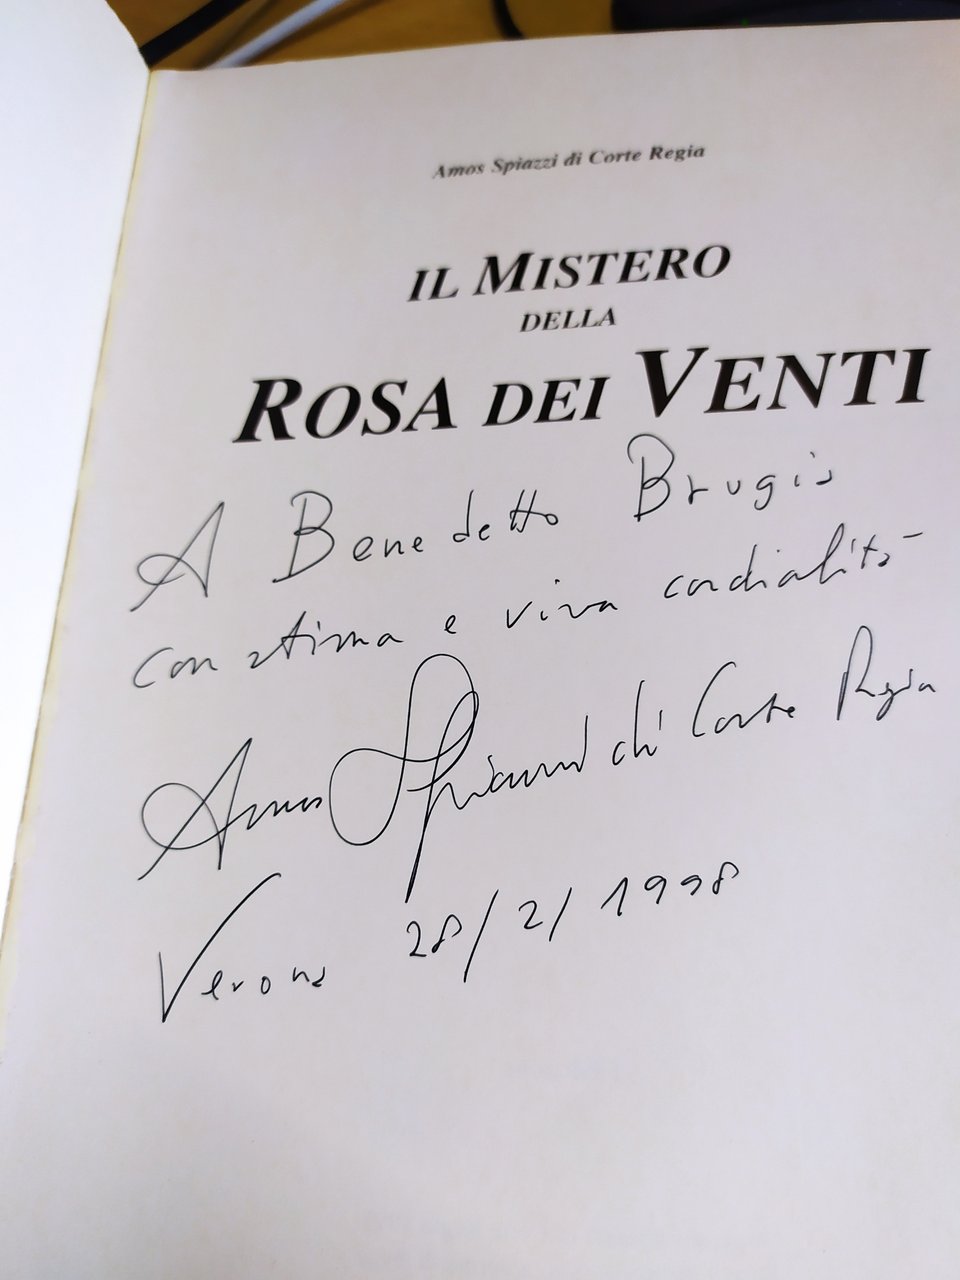 Amos Spiazzi di Corte Regia
IL MISTERO
DELLA
ROSA DEI VENTI
A Benedetto Brugia
con stima e viva cordialità
Amos Spiazzi di Corte Regia
Verona 28/2/1998